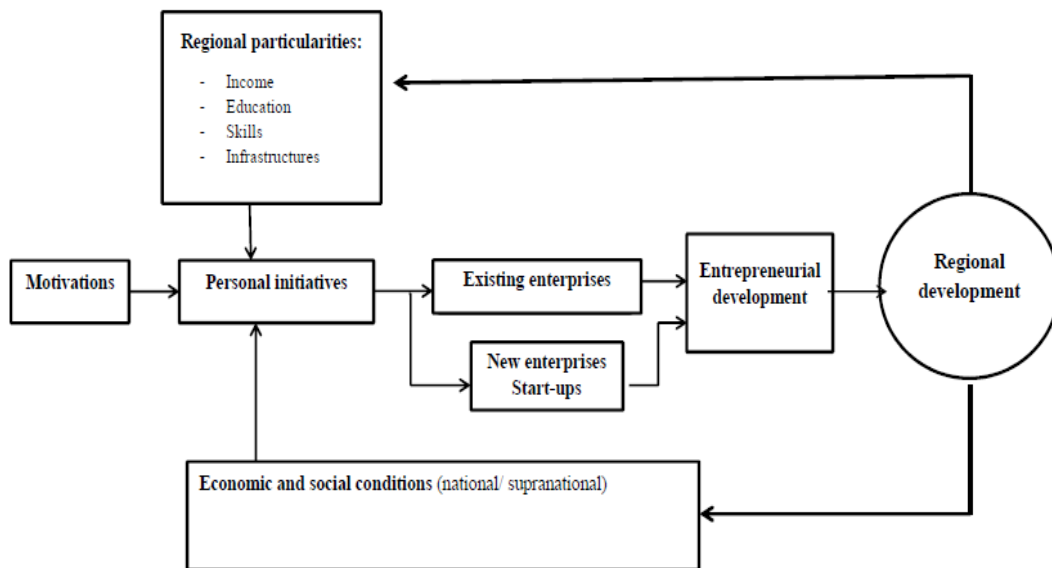 Regional particularities:
- Income
- Education
- Skills
- Infrastructures
Motivations
Personal initiatives
Existing enterprises
New enterprises
Start-ups
Entrepreneurial
development
Regional
development
Economic and social conditions (national/ supranational)